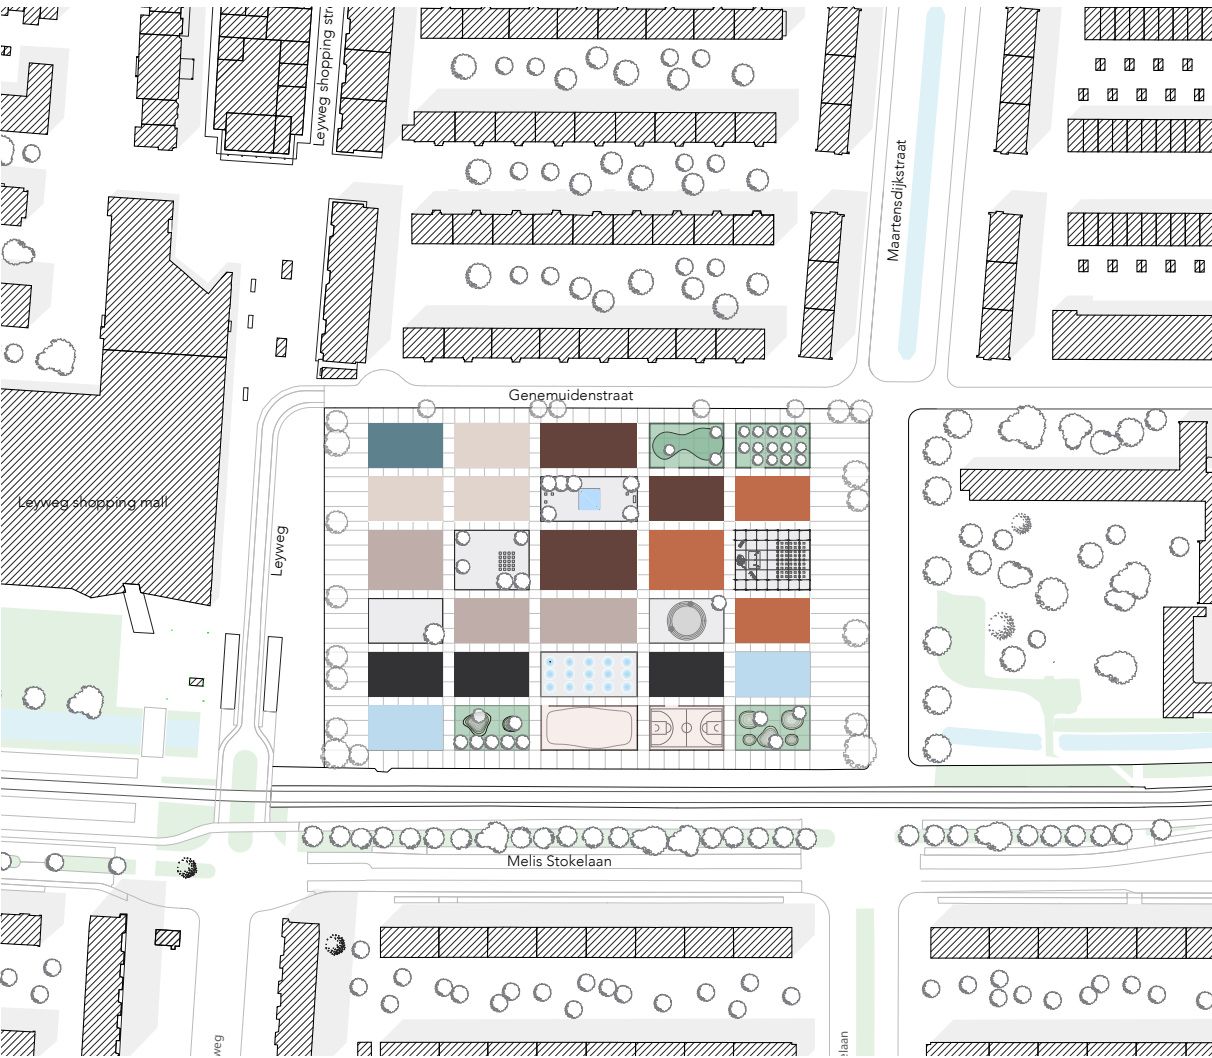 Leyweg shopping str
Maartensdijkstraat
Genemuidenstraat
Leyweg shopping mall
Leyweg
Melis Stokelaan
weg
elaan